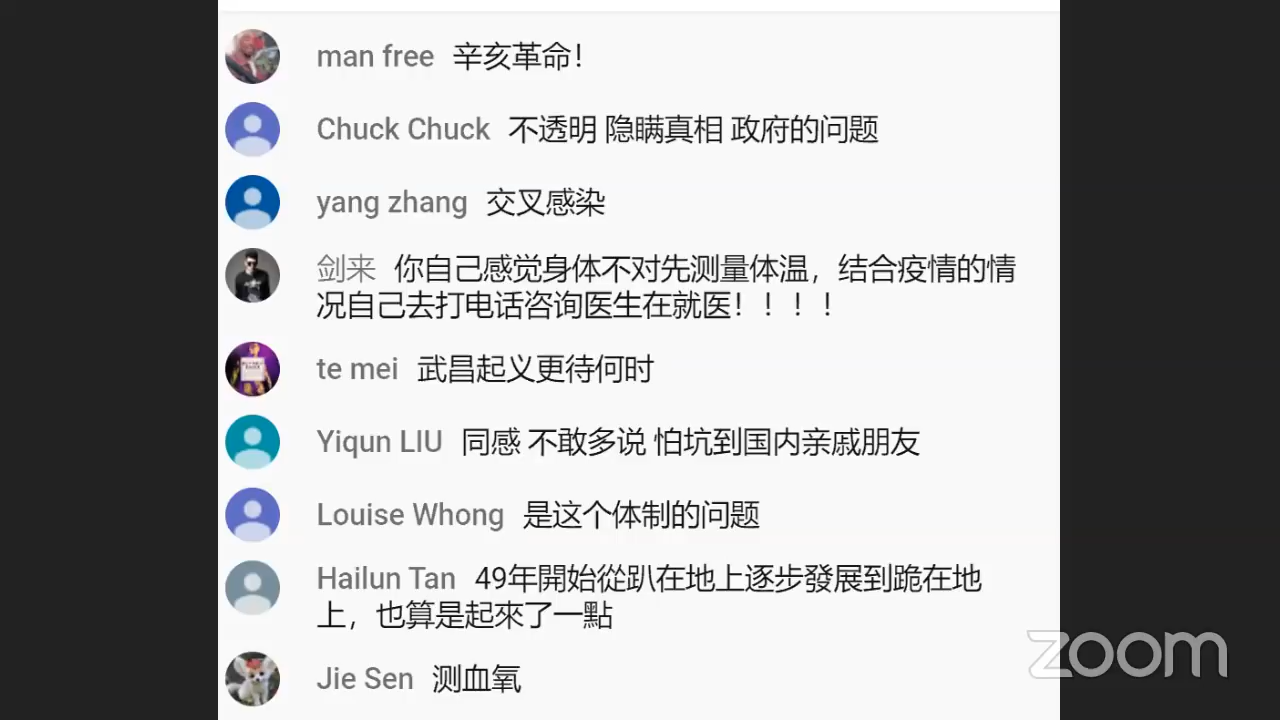 man free 辛亥革命！
Chuck Chuck 不透明 隐瞒真相 政府的问题
yang zhang 交叉感染
剑来 你自己感觉身体不对先测量体温，结合疫情的情
况自己去打电话咨询医生在就医！！！！
te mei 武昌起义更待何时
Yiqun LIU 同感 不敢多说 怕坑到国内亲戚朋友
Louise Whong 是这个体制的问题
Hailun Tan 49年開始從趴在地上逐步發展到跪在地
上，也算是起來了一點
Jie Sen 测血氧
zoom